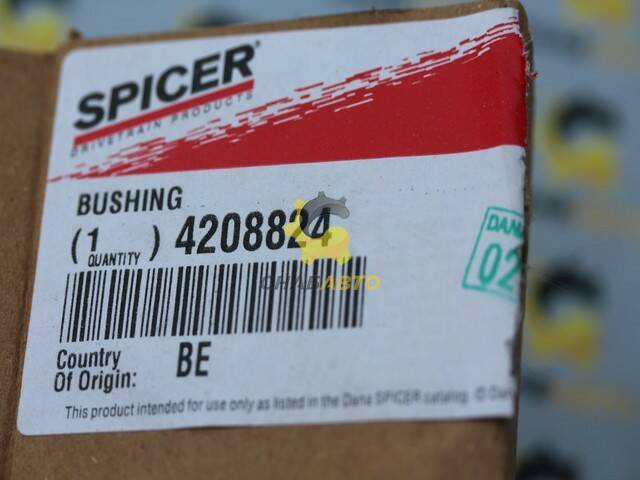 SPICER®
DRIVETRAIN PRODUCTS
BUSHING
(1) 4208824
QUANTITY
СНАБАВТО
DANA
02
Country
Of Origin: BE
This product intended for use only as listed in the Dana SPICER catalog. ©